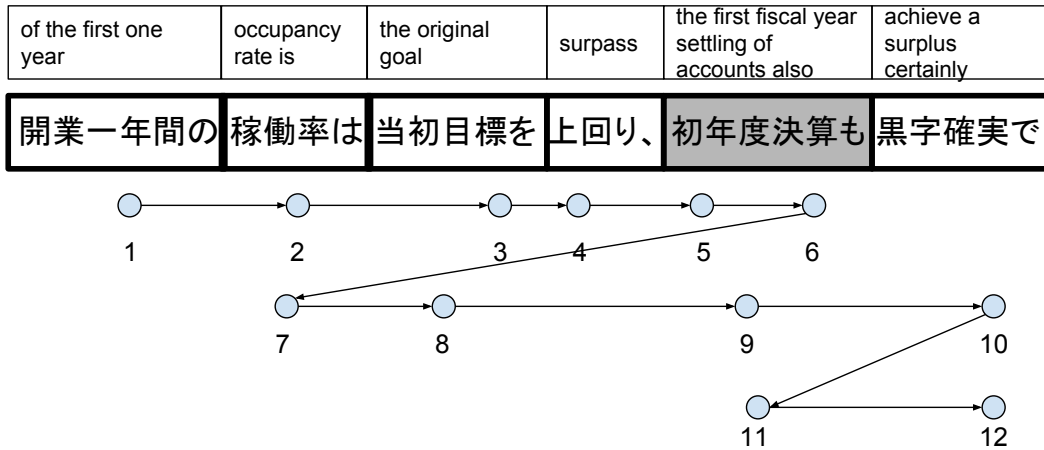 of the first one year
occupancy rate is
the original goal
surpass
the first fiscal year settling of accounts also
achieve a surplus certainly
開業一年間の 稼働率は 当初目標を 上回り、 初年度決算も 黒字確実で
1 2 3 4 5 6
7 8 9 10
11 12